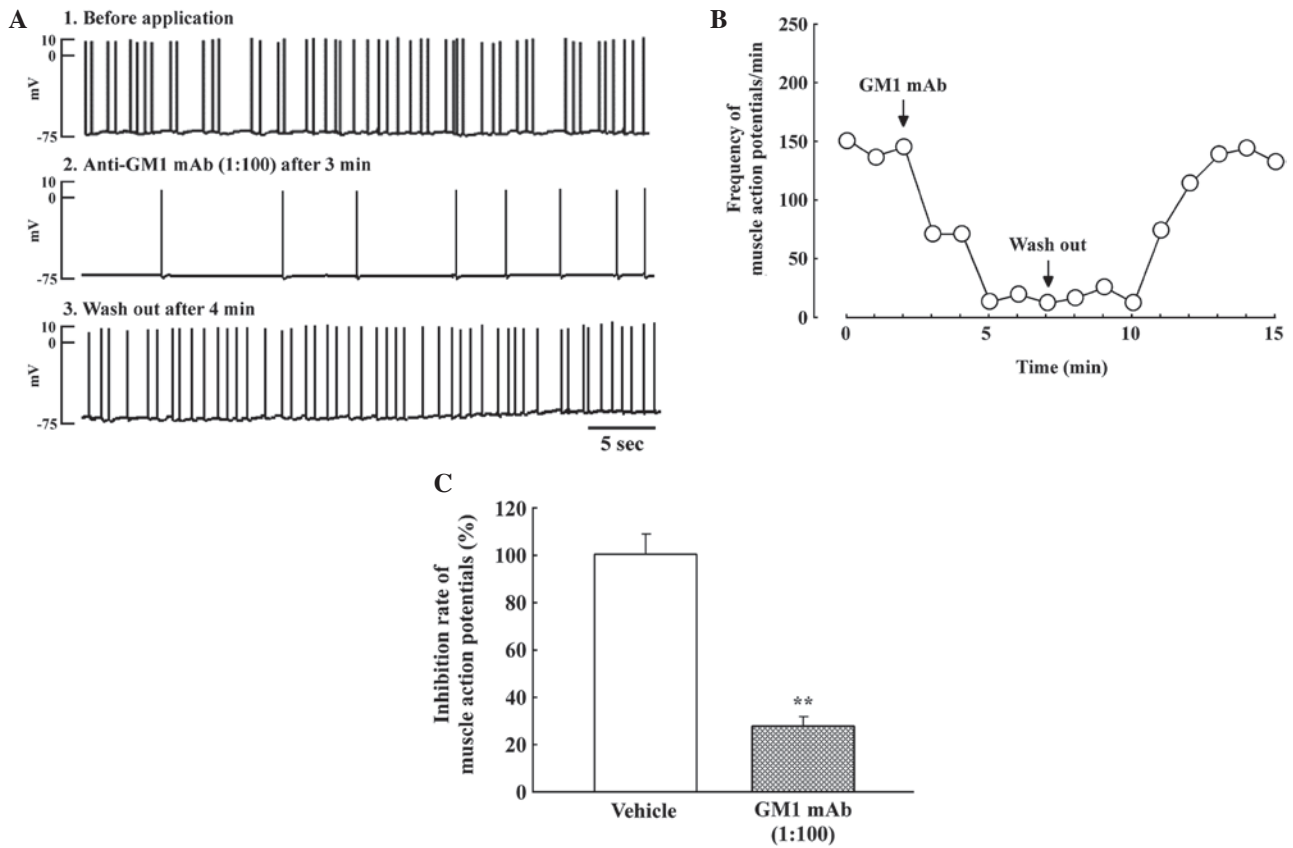 A
1. Before application
10
0
mV
-75
2. Anti-GM1 mAb (1:100) after 3 min
10
0
mV
-75
3. Wash out after 4 min
10
0
mV
-75
5 sec
B
250
200
150
100
50
0
Frequency of
muscle action potentials/min
GM1 mAb
Wash out
0
5
10
15
Time (min)
C
120
100
80
60
40
20
0
Inhibition rate of
muscle action potentials (%)
**
Vehicle
GM1 mAb
(1:100)